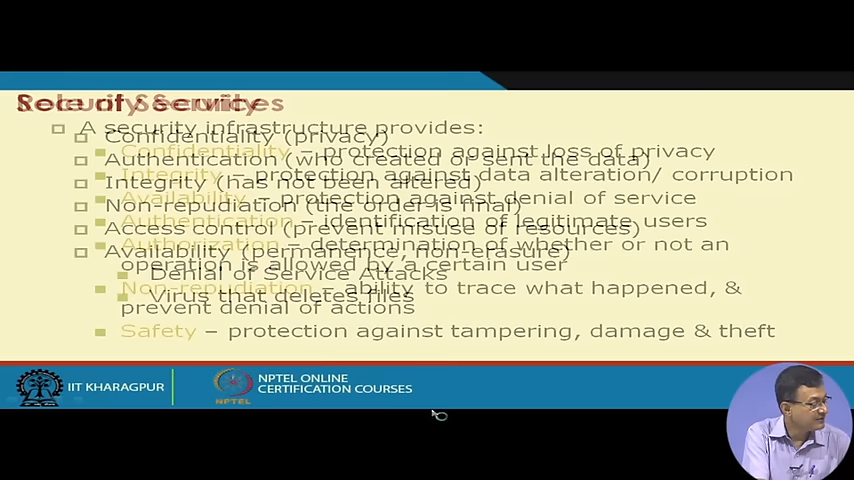 Role of Security
Security Services
A security infrastructure provides:
Confidentiality – protection against loss of privacy
Integrity – protection against data alteration/ corruption
Availability – protection against denial of service
Authentication – identification of legitimate users
Authorization – determination of whether or not an
operation is allowed by a certain user
Non-repudiation – ability to trace what happened, &
prevent denial of actions
Safety – protection against tampering, damage & theft
Confidentiality (privacy)
Authentication (who created or sent the data)
Integrity (has not been altered)
Non-repudiation (the order is final)
Access control (prevent misuse of resources)
Availability (permanence, non-erasure)
Denial of Service Attacks
Virus that deletes files
IIT KHARAGPUR
NPTEL
NPTEL ONLINE
CERTIFICATION COURSES